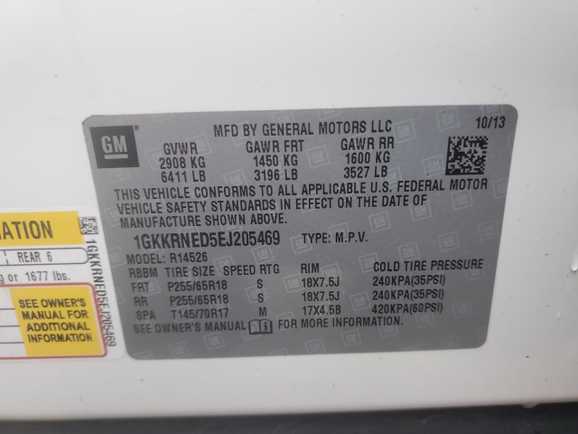 GM
MFD BY GENERAL MOTORS LLC
10/13
GVWR GAWR FRT GAWR RR
2908 KG 1450 KG 1600 KG
6411 LB 3196 LB 3527 LB
THIS VEHICLE CONFORMS TO ALL APPLICABLE U.S. FEDERAL MOTOR
VEHICLE SAFETY STANDARDS IN EFFECT ON THE DATE OF
MANUFACTURE SHOWN ABOVE.
1GKKRNED5EJ205469 TYPE: M.P.V.
MODEL: R14526
RBBM TIRE SIZE SPEED RTG RIM COLD TIRE PRESSURE
FRT P255/65R18 S 18X7.5J 240KPA(35PSI)
RR P255/65R18 S 18X7.5J 240KPA(35PSI)
SPA T145/70R17 M 17X4.5B 420KPA(60PSI)
SEE OWNER'S MANUAL FOR ADDITIONAL INFORMATION.
MATION
REAR 6
or 1677 lbs.
SEE OWNER'S
MANUAL FOR
ADDITIONAL
INFORMATION
1GKKRNED5EJ205469